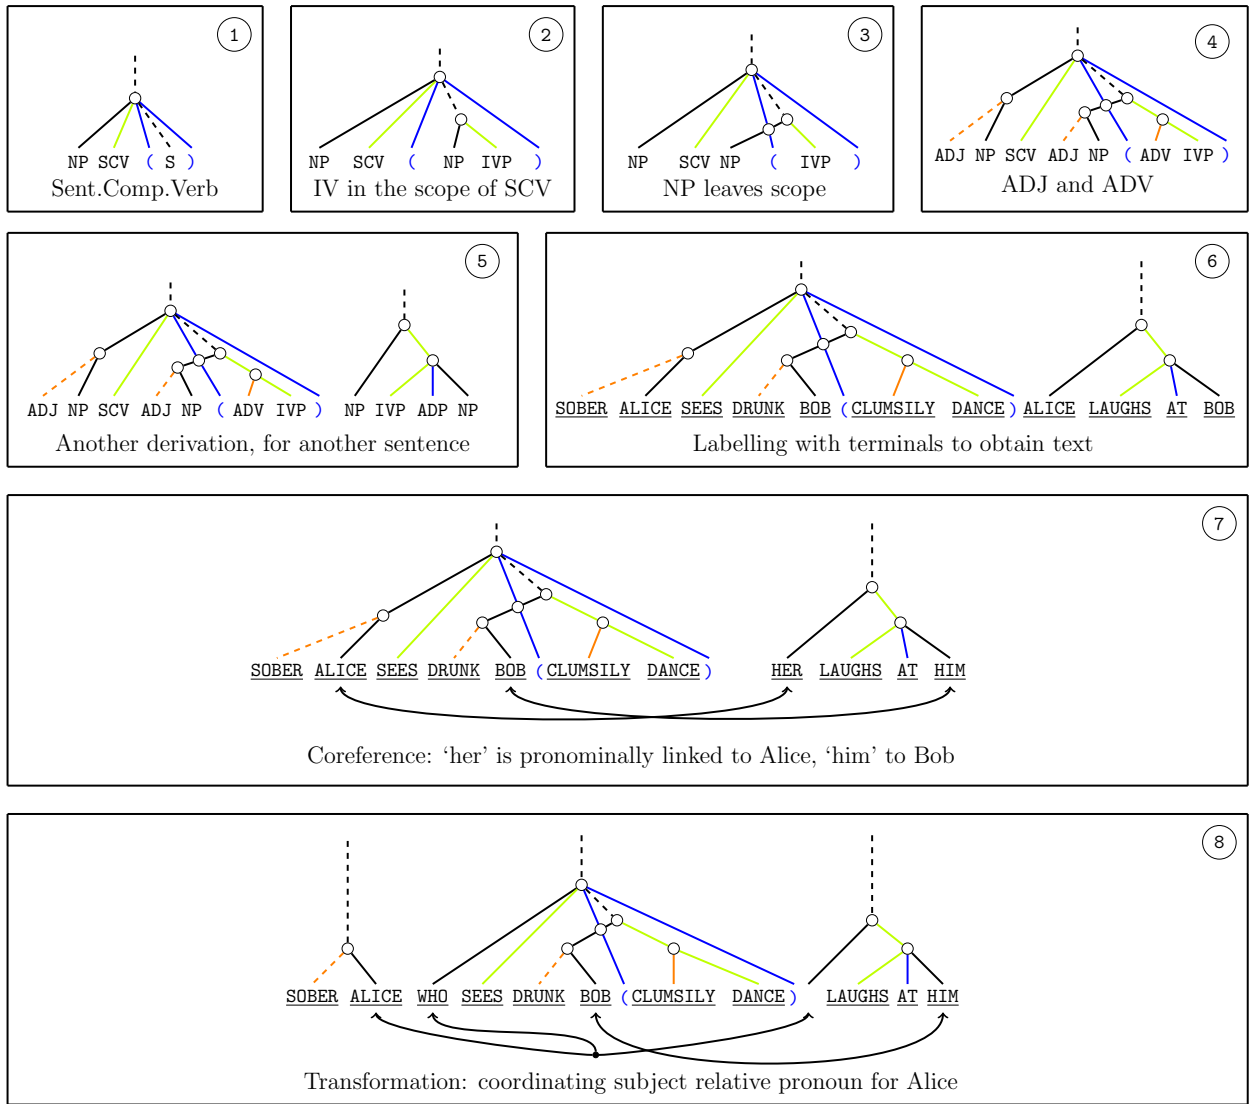 1
NP SCV ( S )
Sent.Comp.Verb
2
NP SCV ( NP IVP )
IV in the scope of SCV
3
NP SCV NP ( IVP )
NP leaves scope
4
ADJ NP SCV ADJ NP ( ADV IVP )
ADJ and ADV
5
ADJ NP SCV ADJ NP ( ADV IVP ) NP IVP ADP NP
Another derivation, for another sentence
6
SOBER ALICE SEES DRUNK BOB ( CLUMSILY DANCE ) ALICE LAUGHS AT BOB
Labelling with terminals to obtain text
7
SOBER ALICE SEES DRUNK BOB ( CLUMSILY DANCE ) HER LAUGHS AT HIM
Coreference: ‘her’ is pronominally linked to Alice, ‘him’ to Bob
8
SOBER ALICE WHO SEES DRUNK BOB ( CLUMSILY DANCE ) LAUGHS AT HIM
Transformation: coordinating subject relative pronoun for Alice